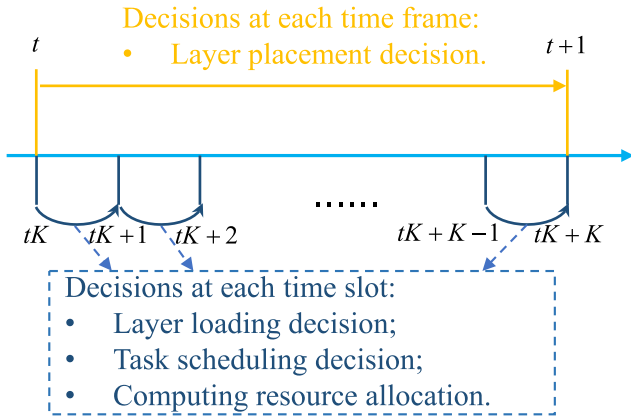 Decisions at each time frame:
• Layer placement decision.
t
t+1
tK
tK+1
tK+2
......
tK+K−1
tK+K
Decisions at each time slot:
• Layer loading decision;
• Task scheduling decision;
• Computing resource allocation.